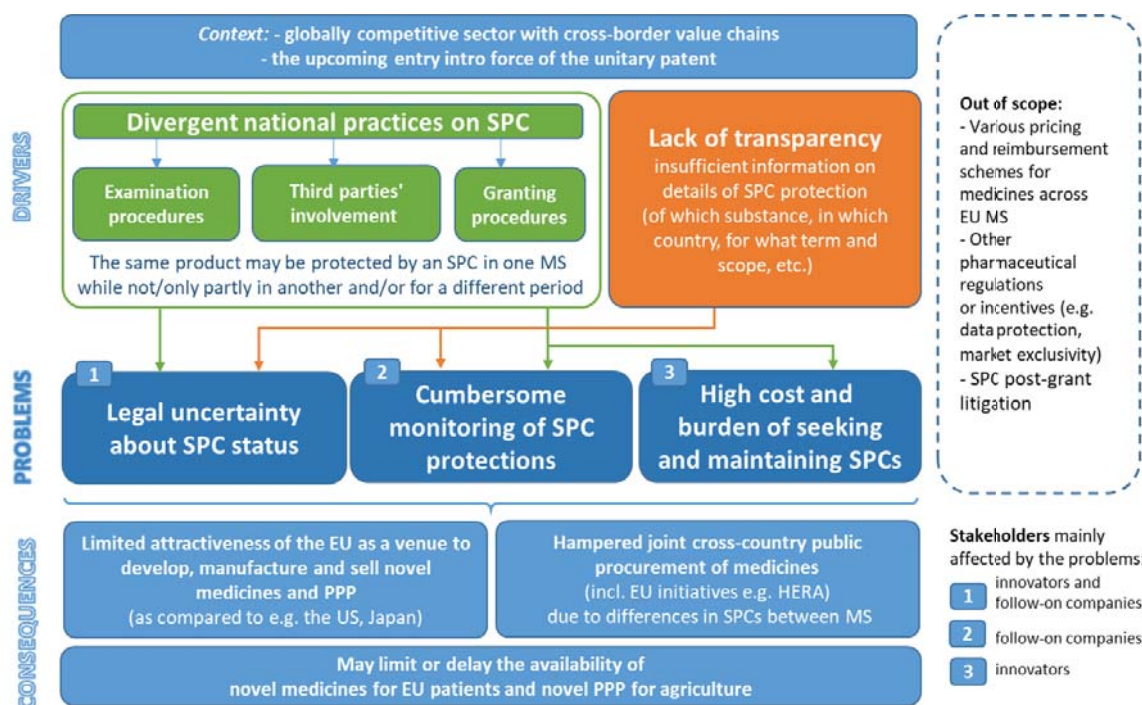 Context: - globally competitive sector with cross-border value chains
- the upcoming entry intro force of the unitary patent
DRIVERS
Divergent national practices on SPC
Examination
procedures
Third parties'
involvement
Granting
procedures
The same product may be protected by an SPC in one MS
while not/only partly in another and/or for a different period
Lack of transparency
insufficient information on
details of SPC protection
(of which substance, in which
country, for what term and
scope, etc.)
Out of scope:
- Various pricing
and reimbursement
schemes for
medicines across
EU MS
- Other
pharmaceutical
regulations
or incentives (e.g.
data protection,
market exclusivity)
- SPC post-grant
litigation
PROBLEMS
1
Legal uncertainty
about SPC status
2
Cumbersome
monitoring of SPC
protections
3
High cost and
burden of seeking
and maintaining SPCs
CONSEQUENCES
Limited attractiveness of the EU as a venue to
develop, manufacture and sell novel
medicines and PPP
(as compared to e.g. the US, Japan)
Hampered joint cross-country public
procurement of medicines
(incl. EU initiatives e.g. HERA)
due to differences in SPCs between MS
May limit or delay the availability of
novel medicines for EU patients and novel PPP for agriculture
Stakeholders mainly
affected by the problems:
1 innovators and
follow-on companies
2 follow-on companies
3 innovators